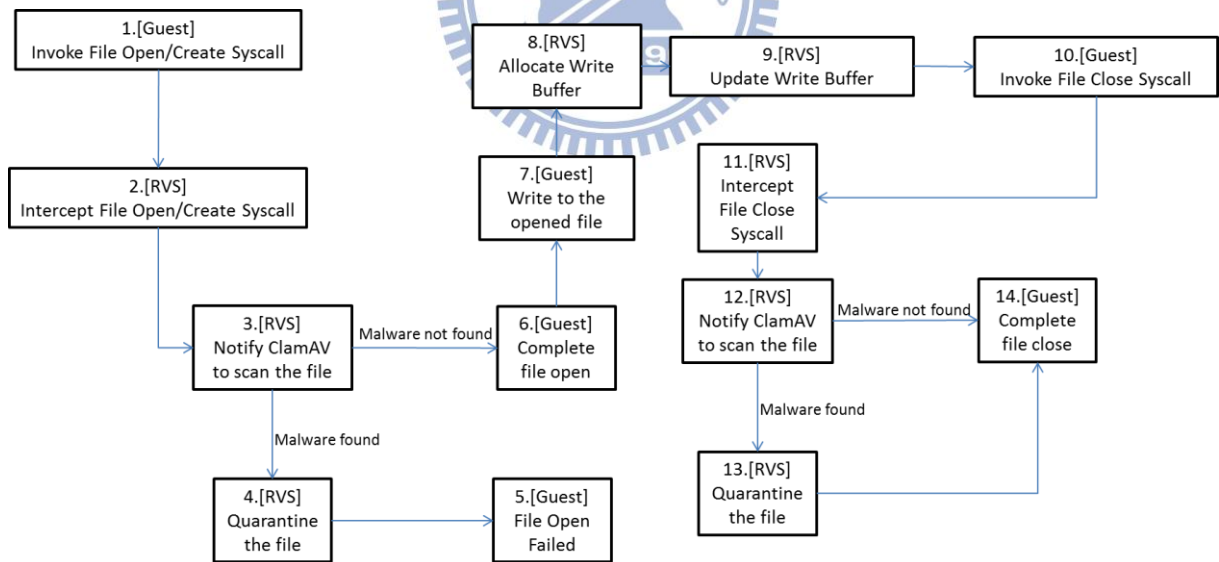 1.[Guest]
Invoke File Open/Create Syscall
2.[RVS]
Intercept File Open/Create Syscall
3.[RVS]
Notify ClamAV
to scan the file
Malware not found
Malware found
4.[RVS]
Quarantine
the file
5.[Guest]
File Open
Failed
6.[Guest]
Complete
file open
7.[Guest]
Write to the
opened file
8.[RVS]
Allocate Write
Buffer
9.[RVS]
Update Write Buffer
10.[Guest]
Invoke File Close Syscall
11.[RVS]
Intercept
File Close
Syscall
12.[RVS]
Notify ClamAV
to scan the file
Malware not found
Malware found
13.[RVS]
Quarantine
the file
14.[Guest]
Complete
file close